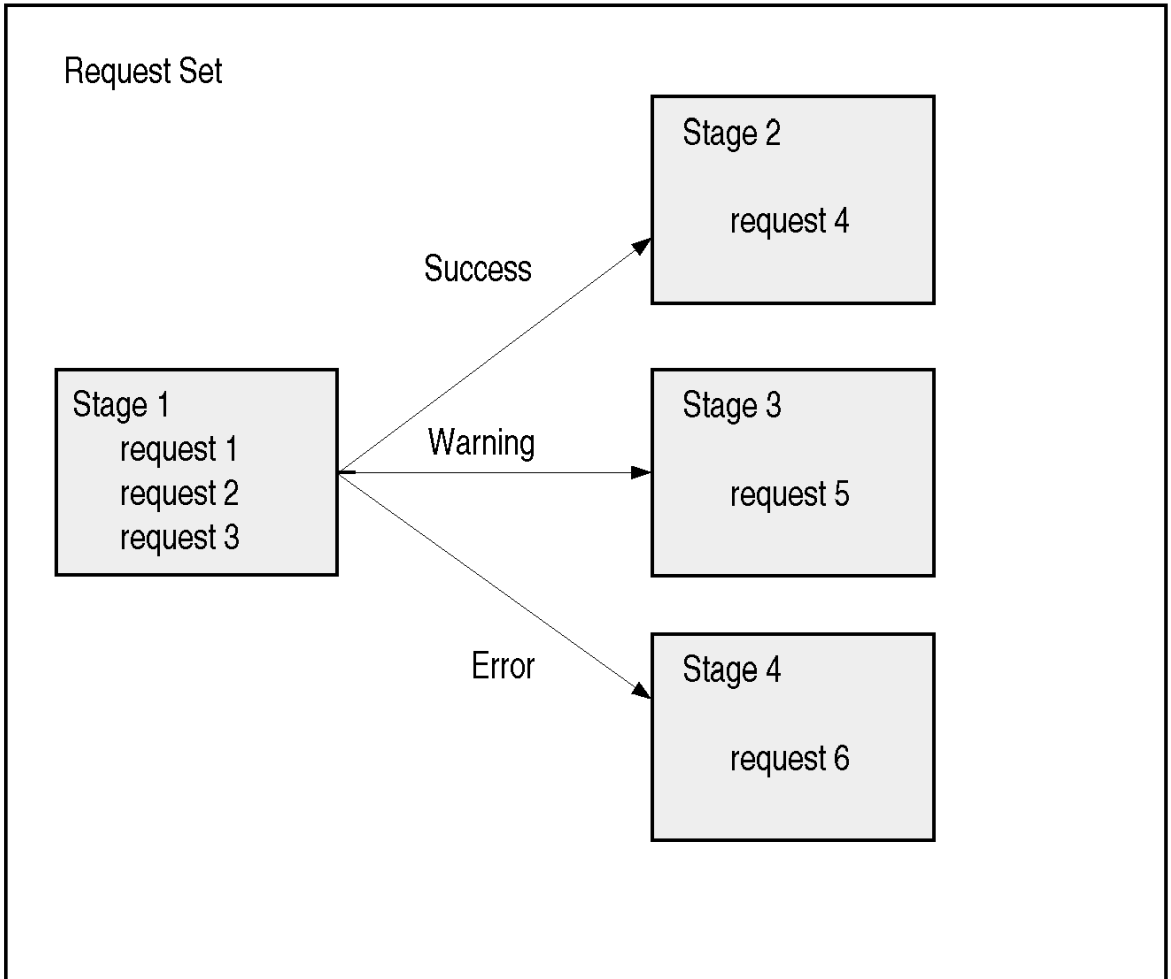 Request Set
Stage 1
request 1
request 2
request 3
Success
Warning
Error
Stage 2
request 4
Stage 3
request 5
Stage 4
request 6